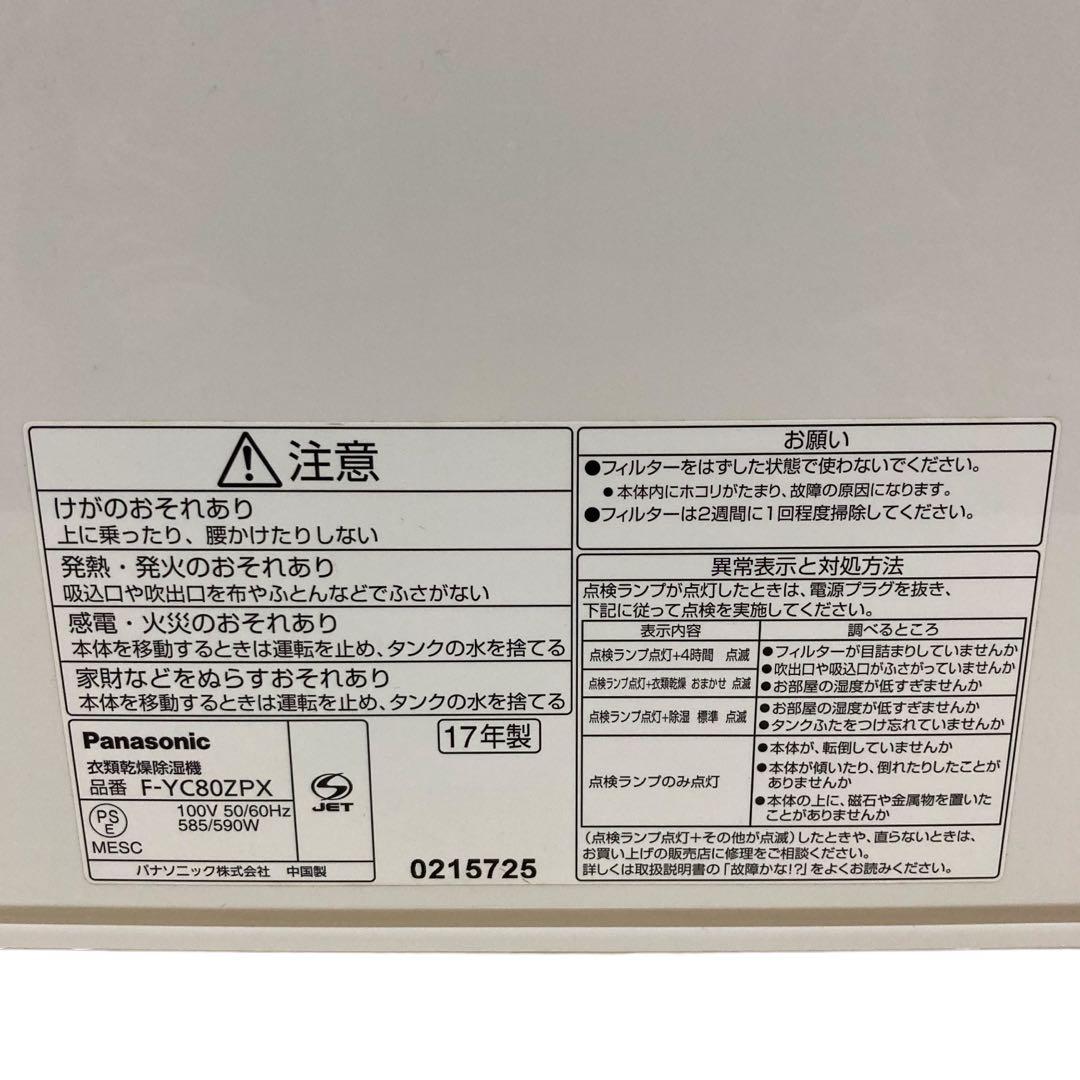 注意
けがのおそれあり
上に乗ったり、腰かけたりしない
発熱・発火のおそれあり
吸込口や吹出口を布やふとんなどでふさがない
感電・火災のおそれあり
本体を移動するときは運転を止め、タンクの水を捨てる
家財などをぬらすおそれあり
本体を移動するときは運転を止め、タンクの水を捨てる
Panasonic
17年製
衣類乾燥除湿機
品番 F-YC80ZPX
100V 50/60Hz
585/590W
PS
E
MESC
JET
パナソニック株式会社 中国製
0215725
お願い
●フィルターをはずした状態で使わないでください。
●本体内にホコリがたまり、故障の原因になります。
●フィルターは2週間に1回程度掃除してください。
異常表示と対処方法
点検ランプが点灯したときは、電源プラグを抜き、
下記に従って点検を実施してください。
表示内容 調べるところ
点検ランプ点灯+4時間 点滅
点検ランプ点灯+衣類乾燥 おまかせ 点滅
●フィルターが目詰まりしていませんか
●吹出口や吸込口がふさがっていませんか
●お部屋の温度が低すぎませんか
点検ランプ点灯+除湿 標準 点滅
●お部屋の湿度が低すぎませんか
●タンクふたをつけ忘れていませんか
点検ランプのみ点灯
●本体が、転倒していませんか
●本体が傾いたり、倒れたりしたことが
ありませんか
●本体の上に、磁石や金属物を置いた
ことがありませんか
(点検ランプ点灯+その他が点滅)したときや、直らないときは、
お買い上げの販売店に修理をご相談ください。
詳しくは取扱説明書の「故障かな!?」をよくお読みください。